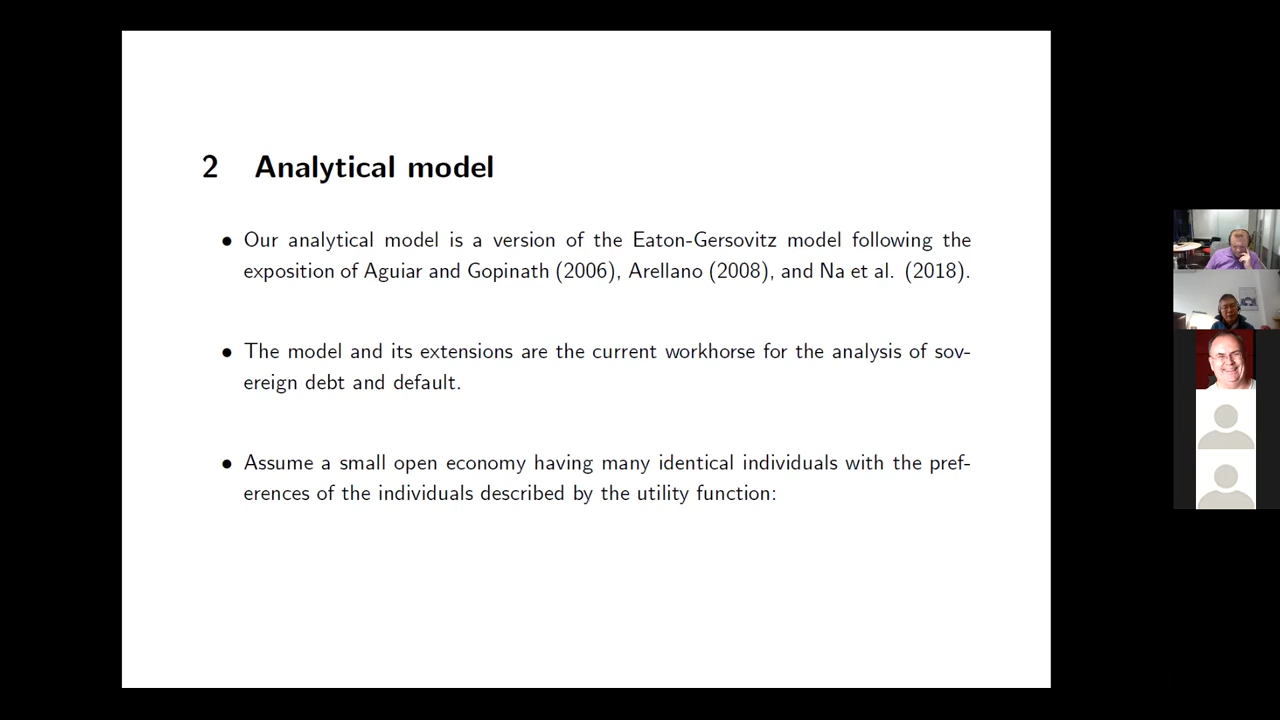 2 Analytical model
• Our analytical model is a version of the Eaton-Gersovitz model following the
exposition of Aguiar and Gopinath (2006), Arellano (2008), and Na et al. (2018).
• The model and its extensions are the current workhorse for the analysis of sov-
ereign debt and default.
• Assume a small open economy having many identical individuals with the pref-
erences of the individuals described by the utility function: